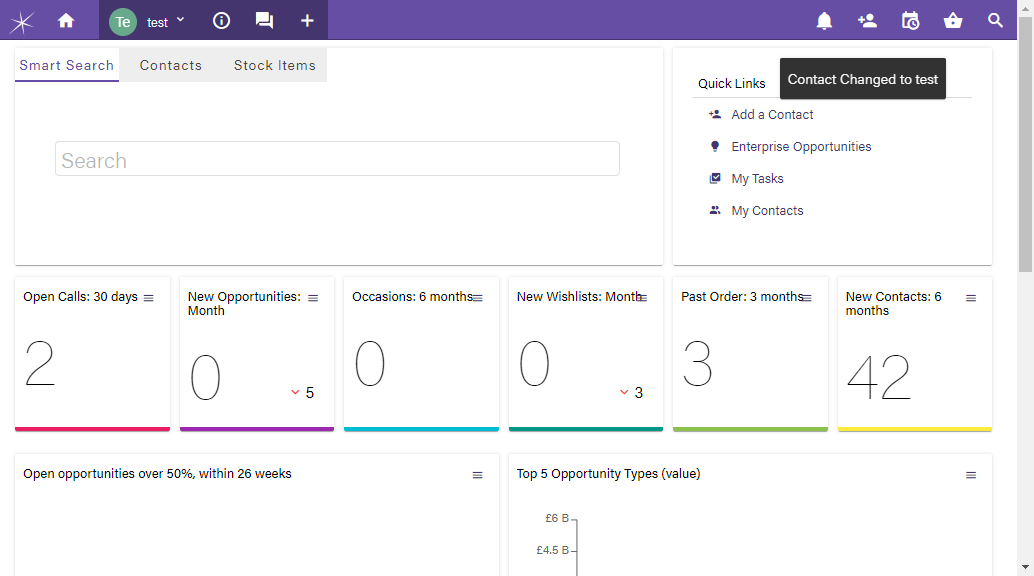 Te test
Smart Search Contacts Stock Items
Search
Quick Links
Contact Changed to test
Add a Contact
Enterprise Opportunities
My Tasks
My Contacts
Open Calls: 30 days
2
New Opportunities:
Month
0
5
Occasions: 6 months
0
New Wishlists: Month
0
3
Past Order: 3 months
3
New Contacts: 6
months
42
Open opportunities over 50%, within 26 weeks
Top 5 Opportunity Types (value)
£6 B
£4.5 B